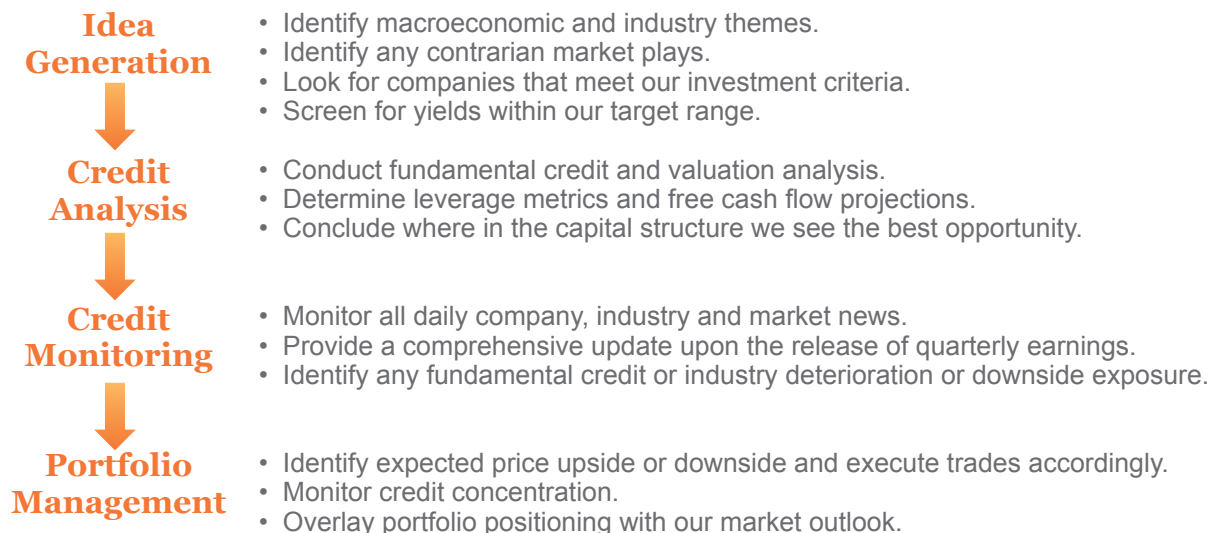 Idea
Generation
• Identify macroeconomic and industry themes.
• Identify any contrarian market plays.
• Look for companies that meet our investment criteria.
• Screen for yields within our target range.
Credit
Analysis
• Conduct fundamental credit and valuation analysis.
• Determine leverage metrics and free cash flow projections.
• Conclude where in the capital structure we see the best opportunity.
Credit
Monitoring
• Monitor all daily company, industry and market news.
• Provide a comprehensive update upon the release of quarterly earnings.
• Identify any fundamental credit or industry deterioration or downside exposure.
Portfolio
Management
• Identify expected price upside or downside and execute trades accordingly.
• Monitor credit concentration.
• Overlay portfolio positioning with our market outlook.